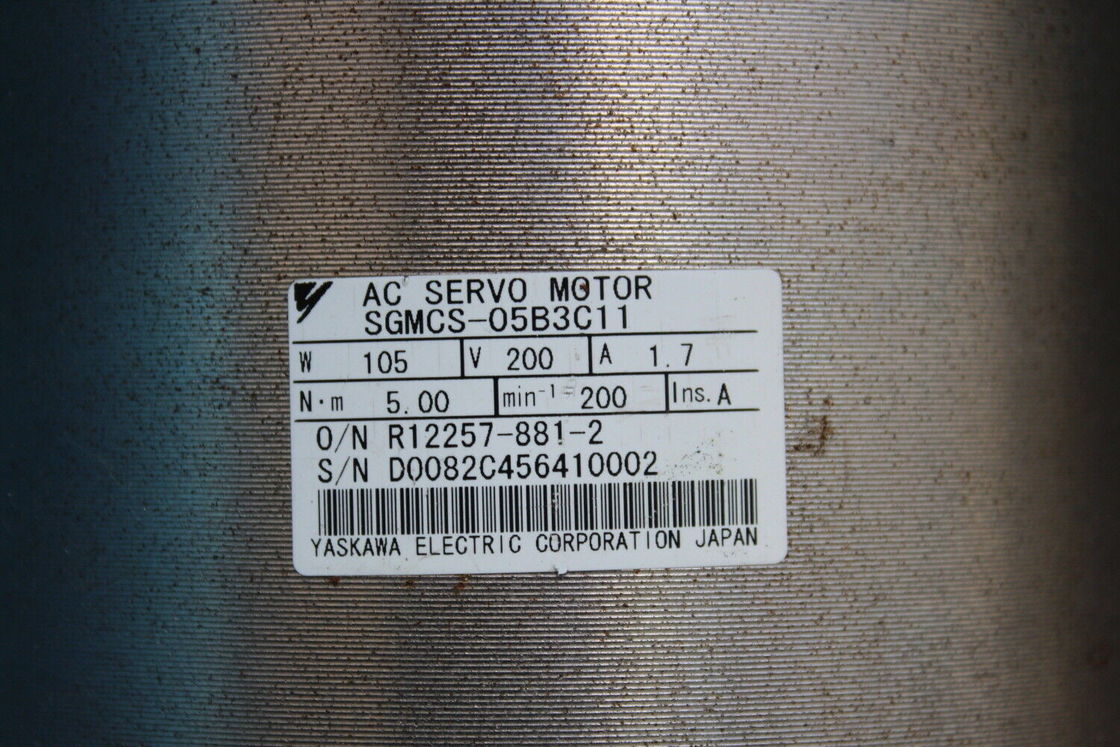 AC SERVO MOTOR
SGMCS-05B3C11
W 105 V 200 A 1.7
N·m 5.00 min⁻¹ 200 Ins. A
O/N R12257-881-2
S/N D0082C456410002
YASKAWA ELECTRIC CORPORATION JAPAN